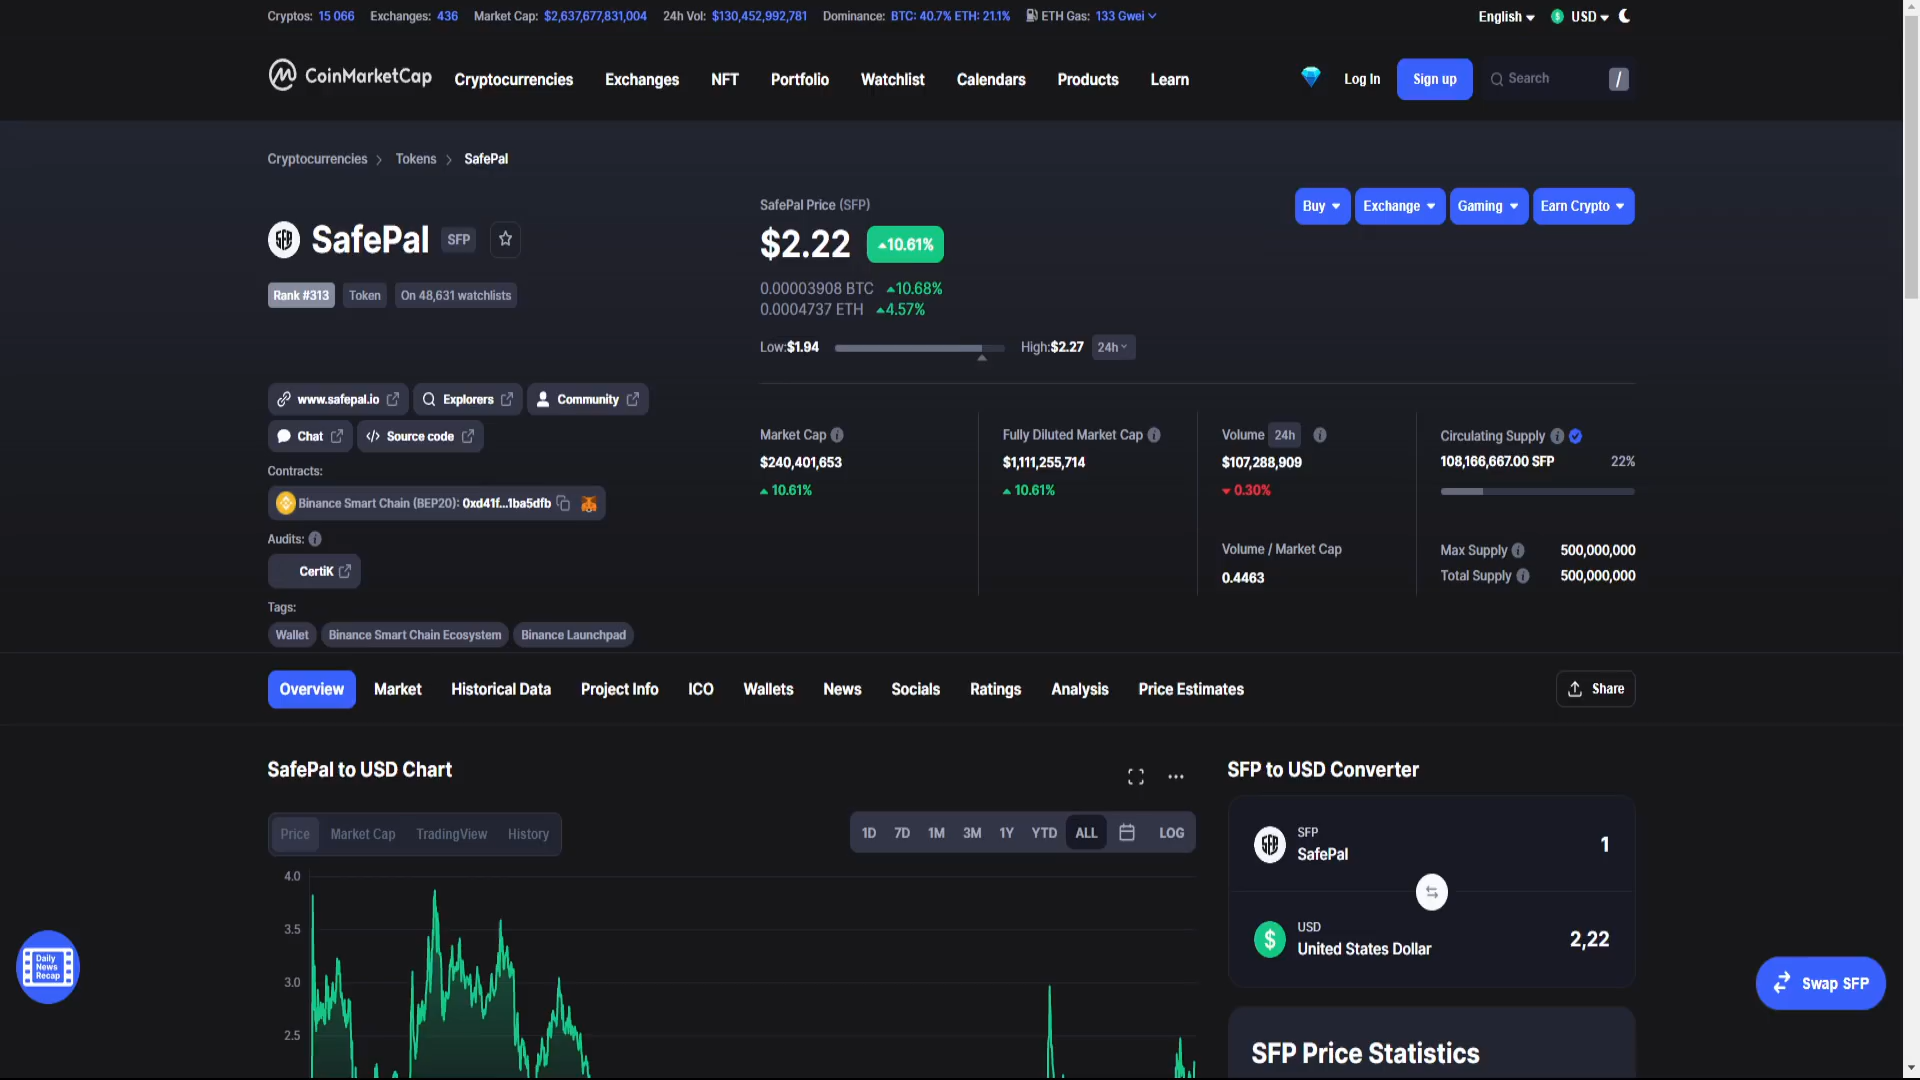 Cryptos: 15 066 Exchanges: 436 Market Cap: $2,637,677,831,004 24h Vol: $130,452,992,781 Dominance: BTC: 40.7% ETH: 21.1% ETH Gas: 133 Gwei
English USD
CoinMarketCap Cryptocurrencies Exchanges NFT Portfolio Watchlist Calendars Products Learn Log In Sign up Search /
Cryptocurrencies > Tokens > SafePal
SafePal SFP
Rank #313 Token On 48,631 watchlists
www.safepal.io Explorers Community
Chat Source code
Contracts:
Binance Smart Chain (BEP20): 0xd41f...1ba5dfb
Audits:
CertiK
Tags:
Wallet Binance Smart Chain Ecosystem Binance Launchpad
SafePal Price (SFP)
$2.22 10.61%
0.00003908 BTC 10.68%
0.0004737 ETH 4.57%
Low:$1.94 High:$2.27 24h
Buy Exchange Gaming Earn Crypto
Market Cap
$240,401,653
10.61%
Fully Diluted Market Cap
$1,111,255,714
10.61%
Volume 24h
$107,288,909
0.30%
Volume / Market Cap
0.4463
Circulating Supply
108,166,667.00 SFP 22%
Max Supply 500,000,000
Total Supply 500,000,000
Overview Market Historical Data Project Info ICO Wallets News Socials Ratings Analysis Price Estimates Share
SafePal to USD Chart
Price Market Cap TradingView History 1D 7D 1M 3M 1Y YTD ALL LOG
4.0
3.5
3.0
2.5
SFP to USD Converter
SFP
SafePal 1
USD
United States Dollar 2,22
SFP Price Statistics
Daily
News
Recap
Swap SFP